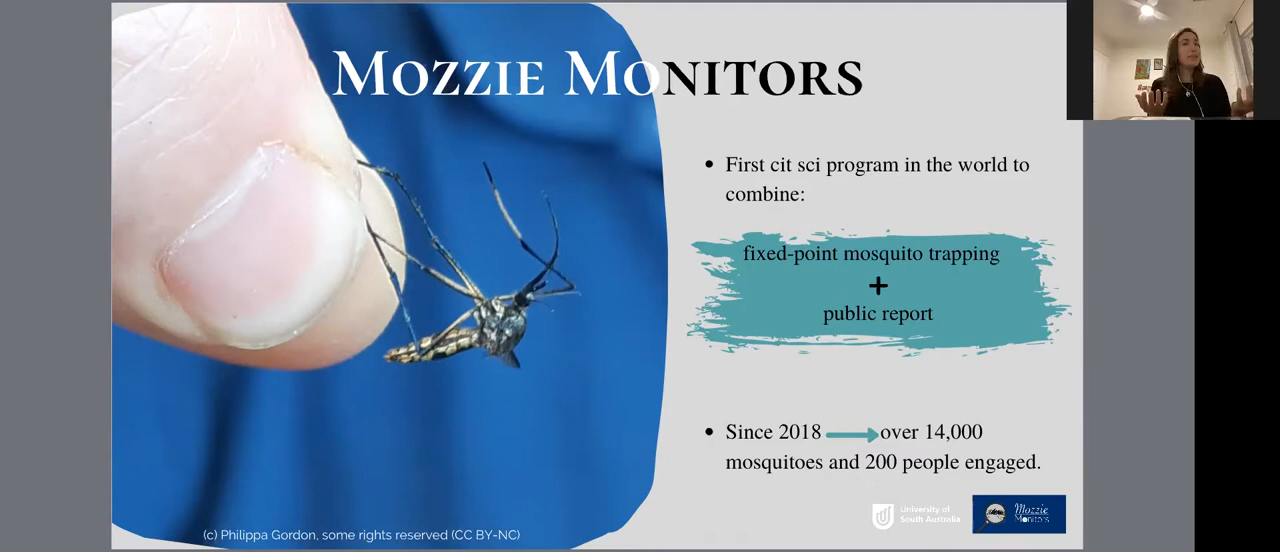 Mozzie Monitors
First cit sci program in the world to
combine:
fixed-point mosquito trapping
+
public report
Since 2018 over 14,000
mosquitoes and 200 people engaged.
University of
South Australia
Mozzie
Monitors
(c) Philippa Gordon, some rights reserved (CC BY-NC)